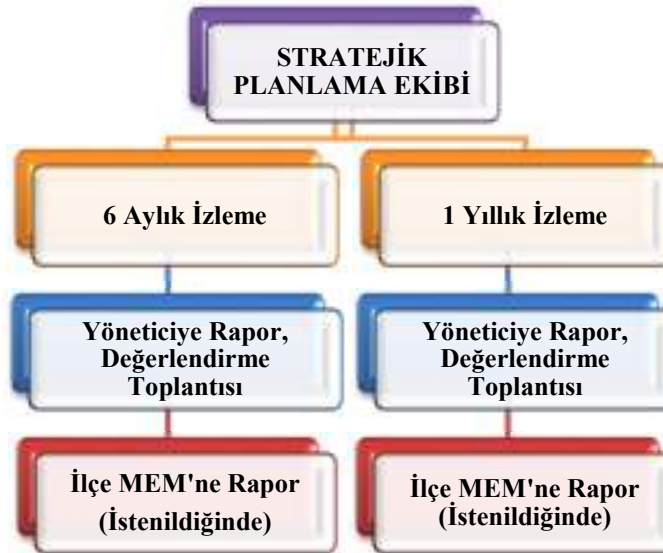 STRATEJİK
PLANLAMA EKİBİ
6 Aylık İzleme
Yöneticiye Rapor,
Değerlendirme
Toplantısı
İlçe MEM'ne Rapor
(İstenildiğinde)
1 Yıllık İzleme
Yöneticiye Rapor,
Değerlendirme
Toplantısı
İlçe MEM'ne Rapor
(İstenildiğinde)